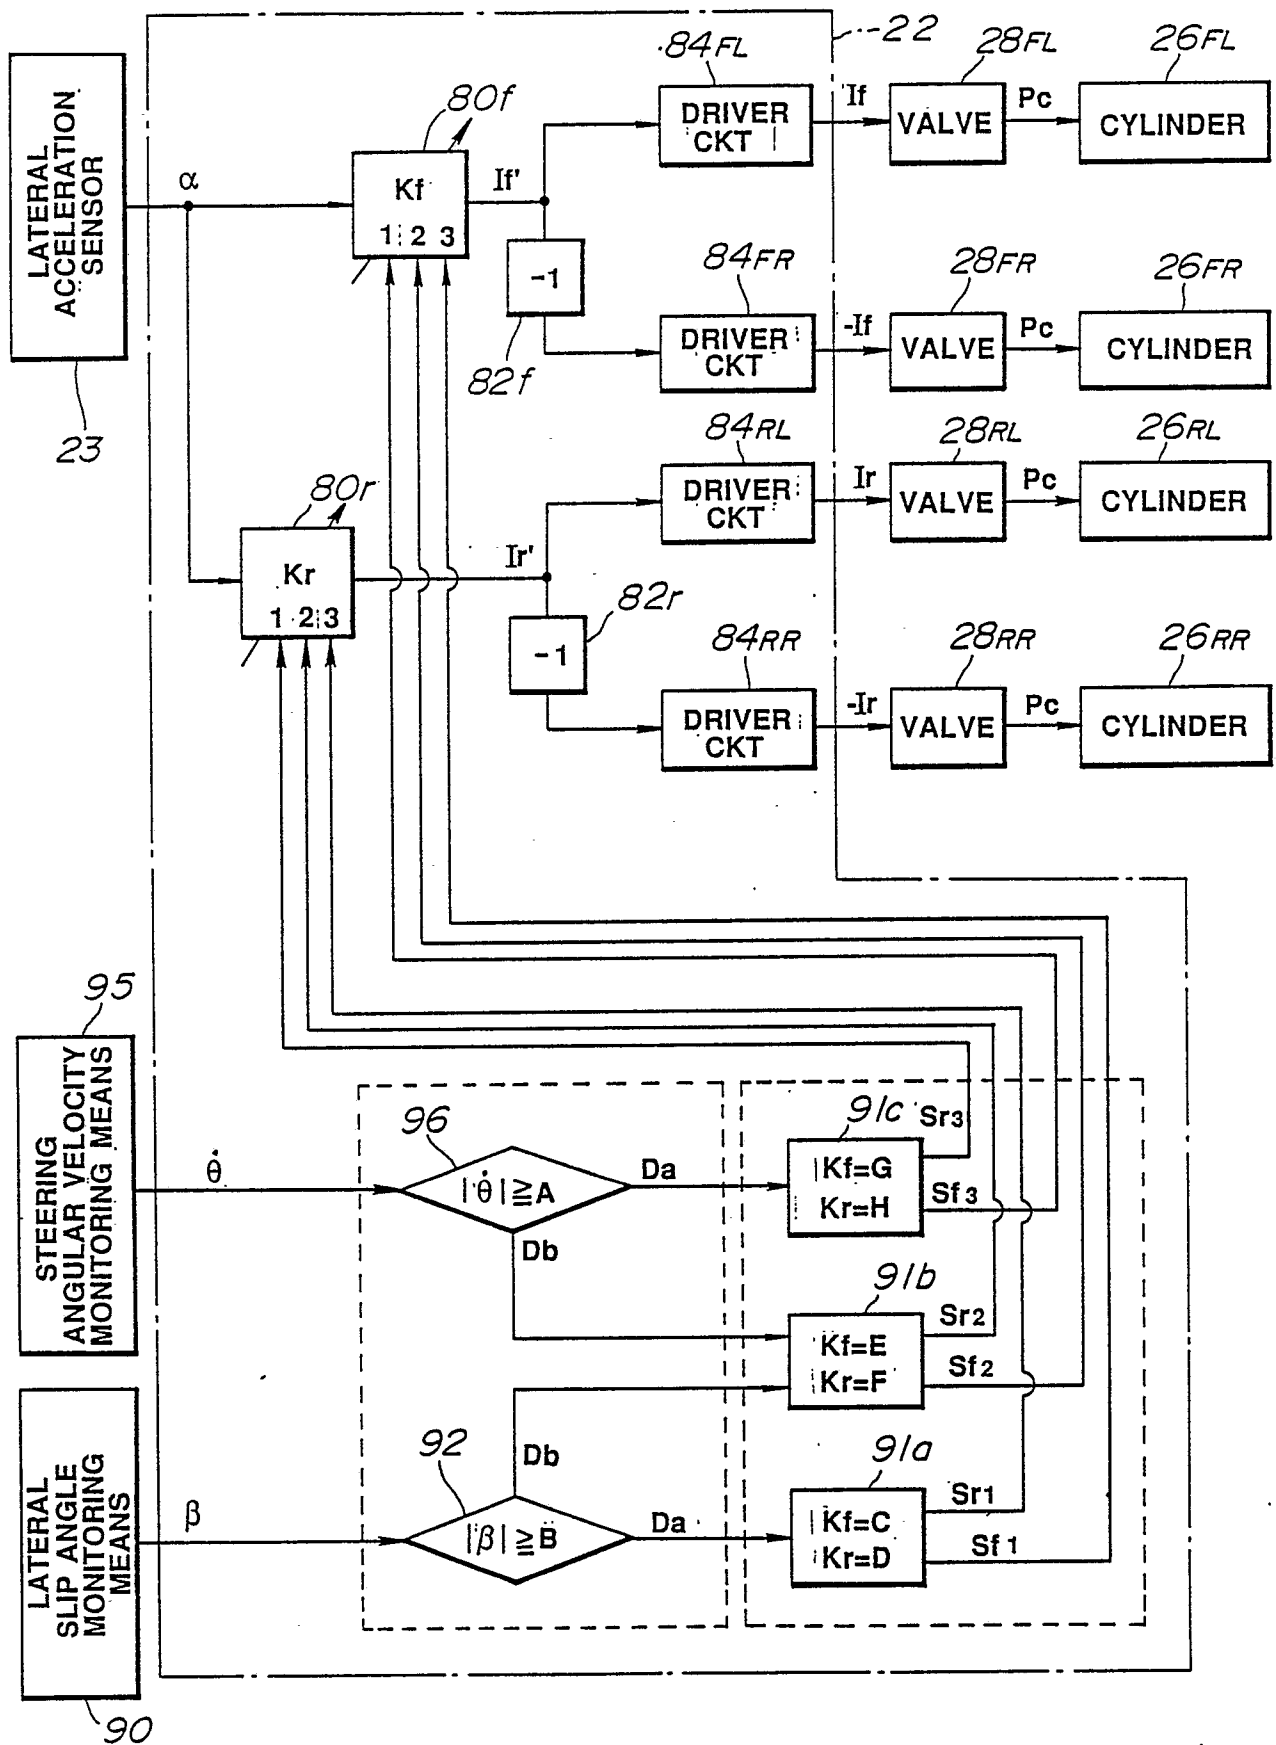 22
LATERAL
ACCELERATION
SENSOR
23
α
80f
Kf
1 2 3
If'
-1
82f
84FL
DRIVER
CKT
If
28FL
VALVE
Pc
26FL
CYLINDER
84FR
DRIVER
CKT
-If
28FR
VALVE
Pc
26FR
CYLINDER
80r
Kr
1 2 3
Ir'
-1
82r
84RL
DRIVER
CKT
Ir
28RL
VALVE
Pc
26RL
CYLINDER
84RR
DRIVER
CKT
-Ir
28RR
VALVE
Pc
26RR
CYLINDER
95
STEERING
ANGULAR VELOCITY
MONITORING MEANS
θ̇
96
|θ̇| ≧ A
Da
Db
91c
Kf=G
Kr=H
Sr3
Sf3
91b
Kf=E
Kr=F
Sr2
Sf2
LATERAL
SLIP ANGLE
MONITORING
MEANS
90
β
92
|β| ≧ B
Db
Da
91a
Kf=C
Kr=D
Sr1
Sf1